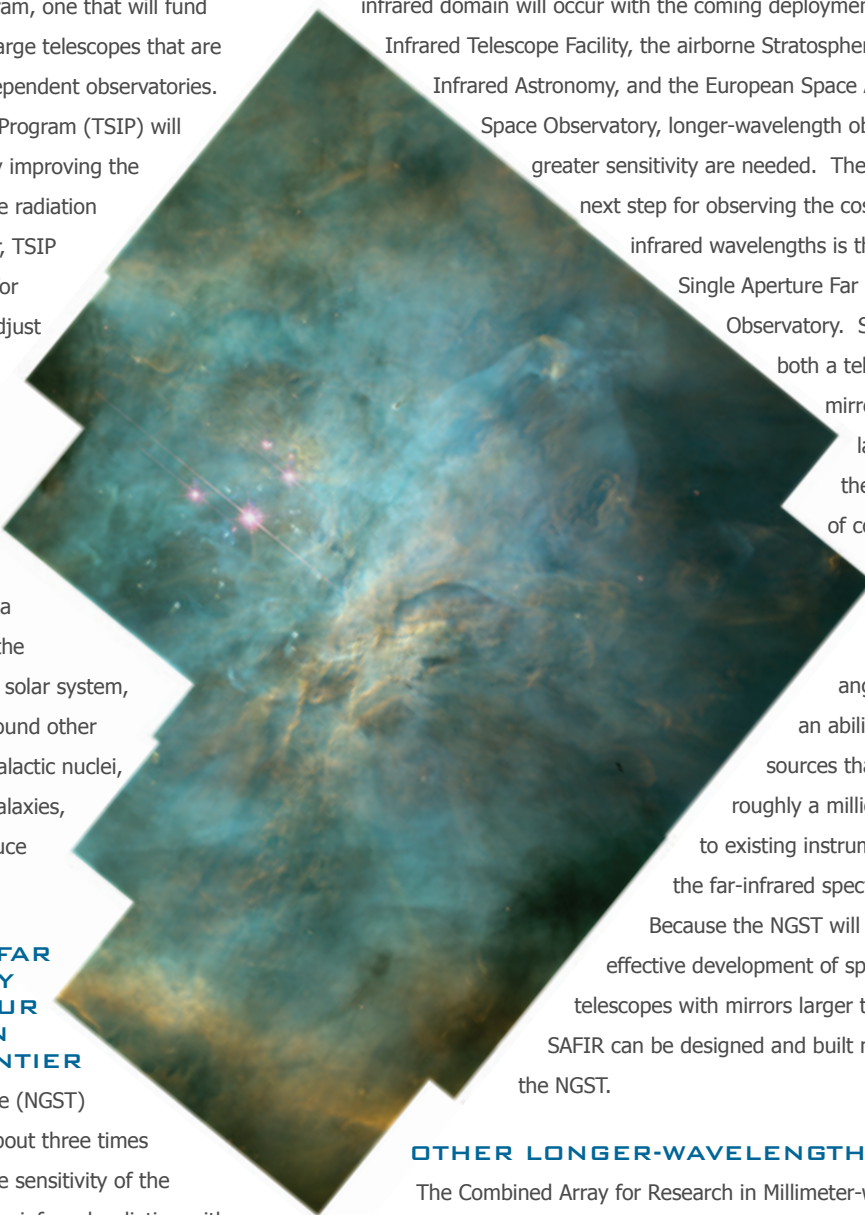 ram, one that will fund
arge telescopes that are
ependent observatories.
Program (TSIP) will
y improving the
e radiation
r, TSIP
or
djust
a
the
solar system,
ound other
alactic nuclei,
alaxies,
uce
FAR
Y
UR
N
NTIER
e (NGST)
bout three times
e sensitivity of the
infrared radiation with
infrared domain will occur with the coming deploymen
Infrared Telescope Facility, the airborne Stratospher
Infrared Astronomy, and the European Space A
Space Observatory, longer-wavelength ob
greater sensitivity are needed. The
next step for observing the cos
infrared wavelengths is th
Single Aperture Far
Observatory. S
both a tel
mirro
la
the
of co
ang
an abili
sources tha
roughly a milli
to existing instrum
the far-infrared spect
Because the NGST will
effective development of sp
telescopes with mirrors larger t
SAFIR can be designed and built r
the NGST.
OTHER LONGER-WAVELENGTH
The Combined Array for Research in Millimeter-w